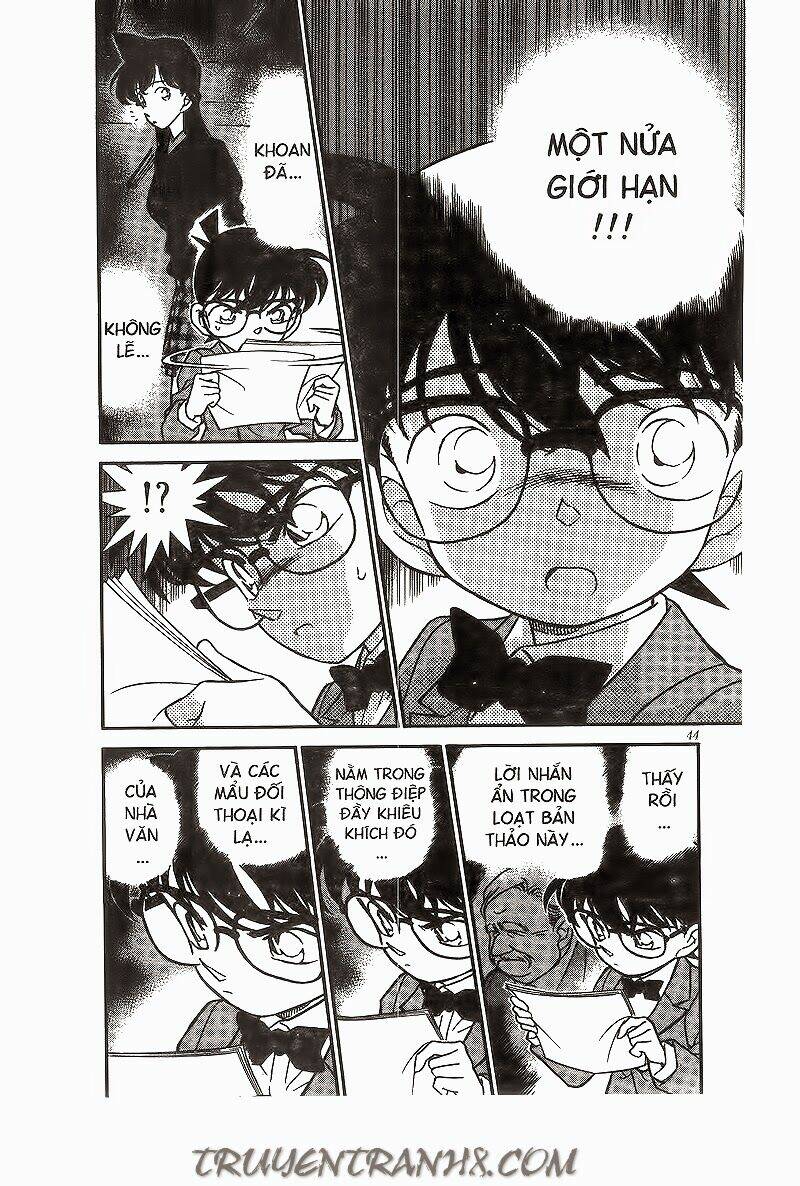 MỘT NỬA
GIỚI HẠN
!!!
KHOAN
ĐÃ...
KHÔNG
LẼ...
!?
44
THẤY
RỒI
...
LỜI NHẮN
ẨN TRONG
LOẠT BẢN
THẢO NÀY...
NẰM TRONG
THÔNG ĐIỆP
ĐẦY KHIÊU
KHÍCH ĐÓ
...
VÀ CÁC
MẨU ĐỐI
THOẠI KÌ
LẠ...
CỦA
NHÀ
VĂN
...
TRUYENTRANH8.COM